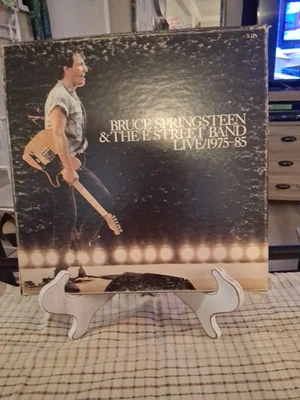 BRUCE SPRINGSTEEN
& THE E STREET BAND
LIVE/1975-85